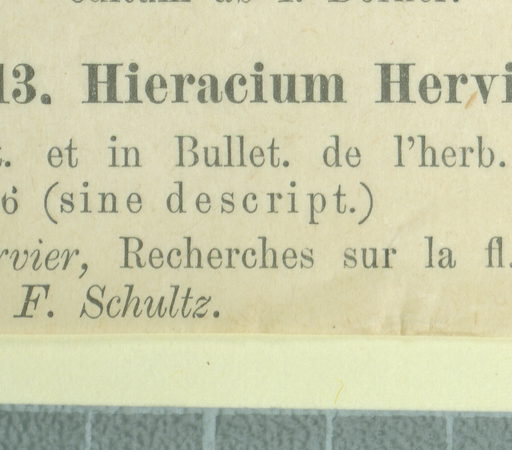 13. Hieracium Hervi
t. et in Bullet. de l'herb.
6 (sine descript.)
rvier, Recherches sur la fl.
F. Schultz.